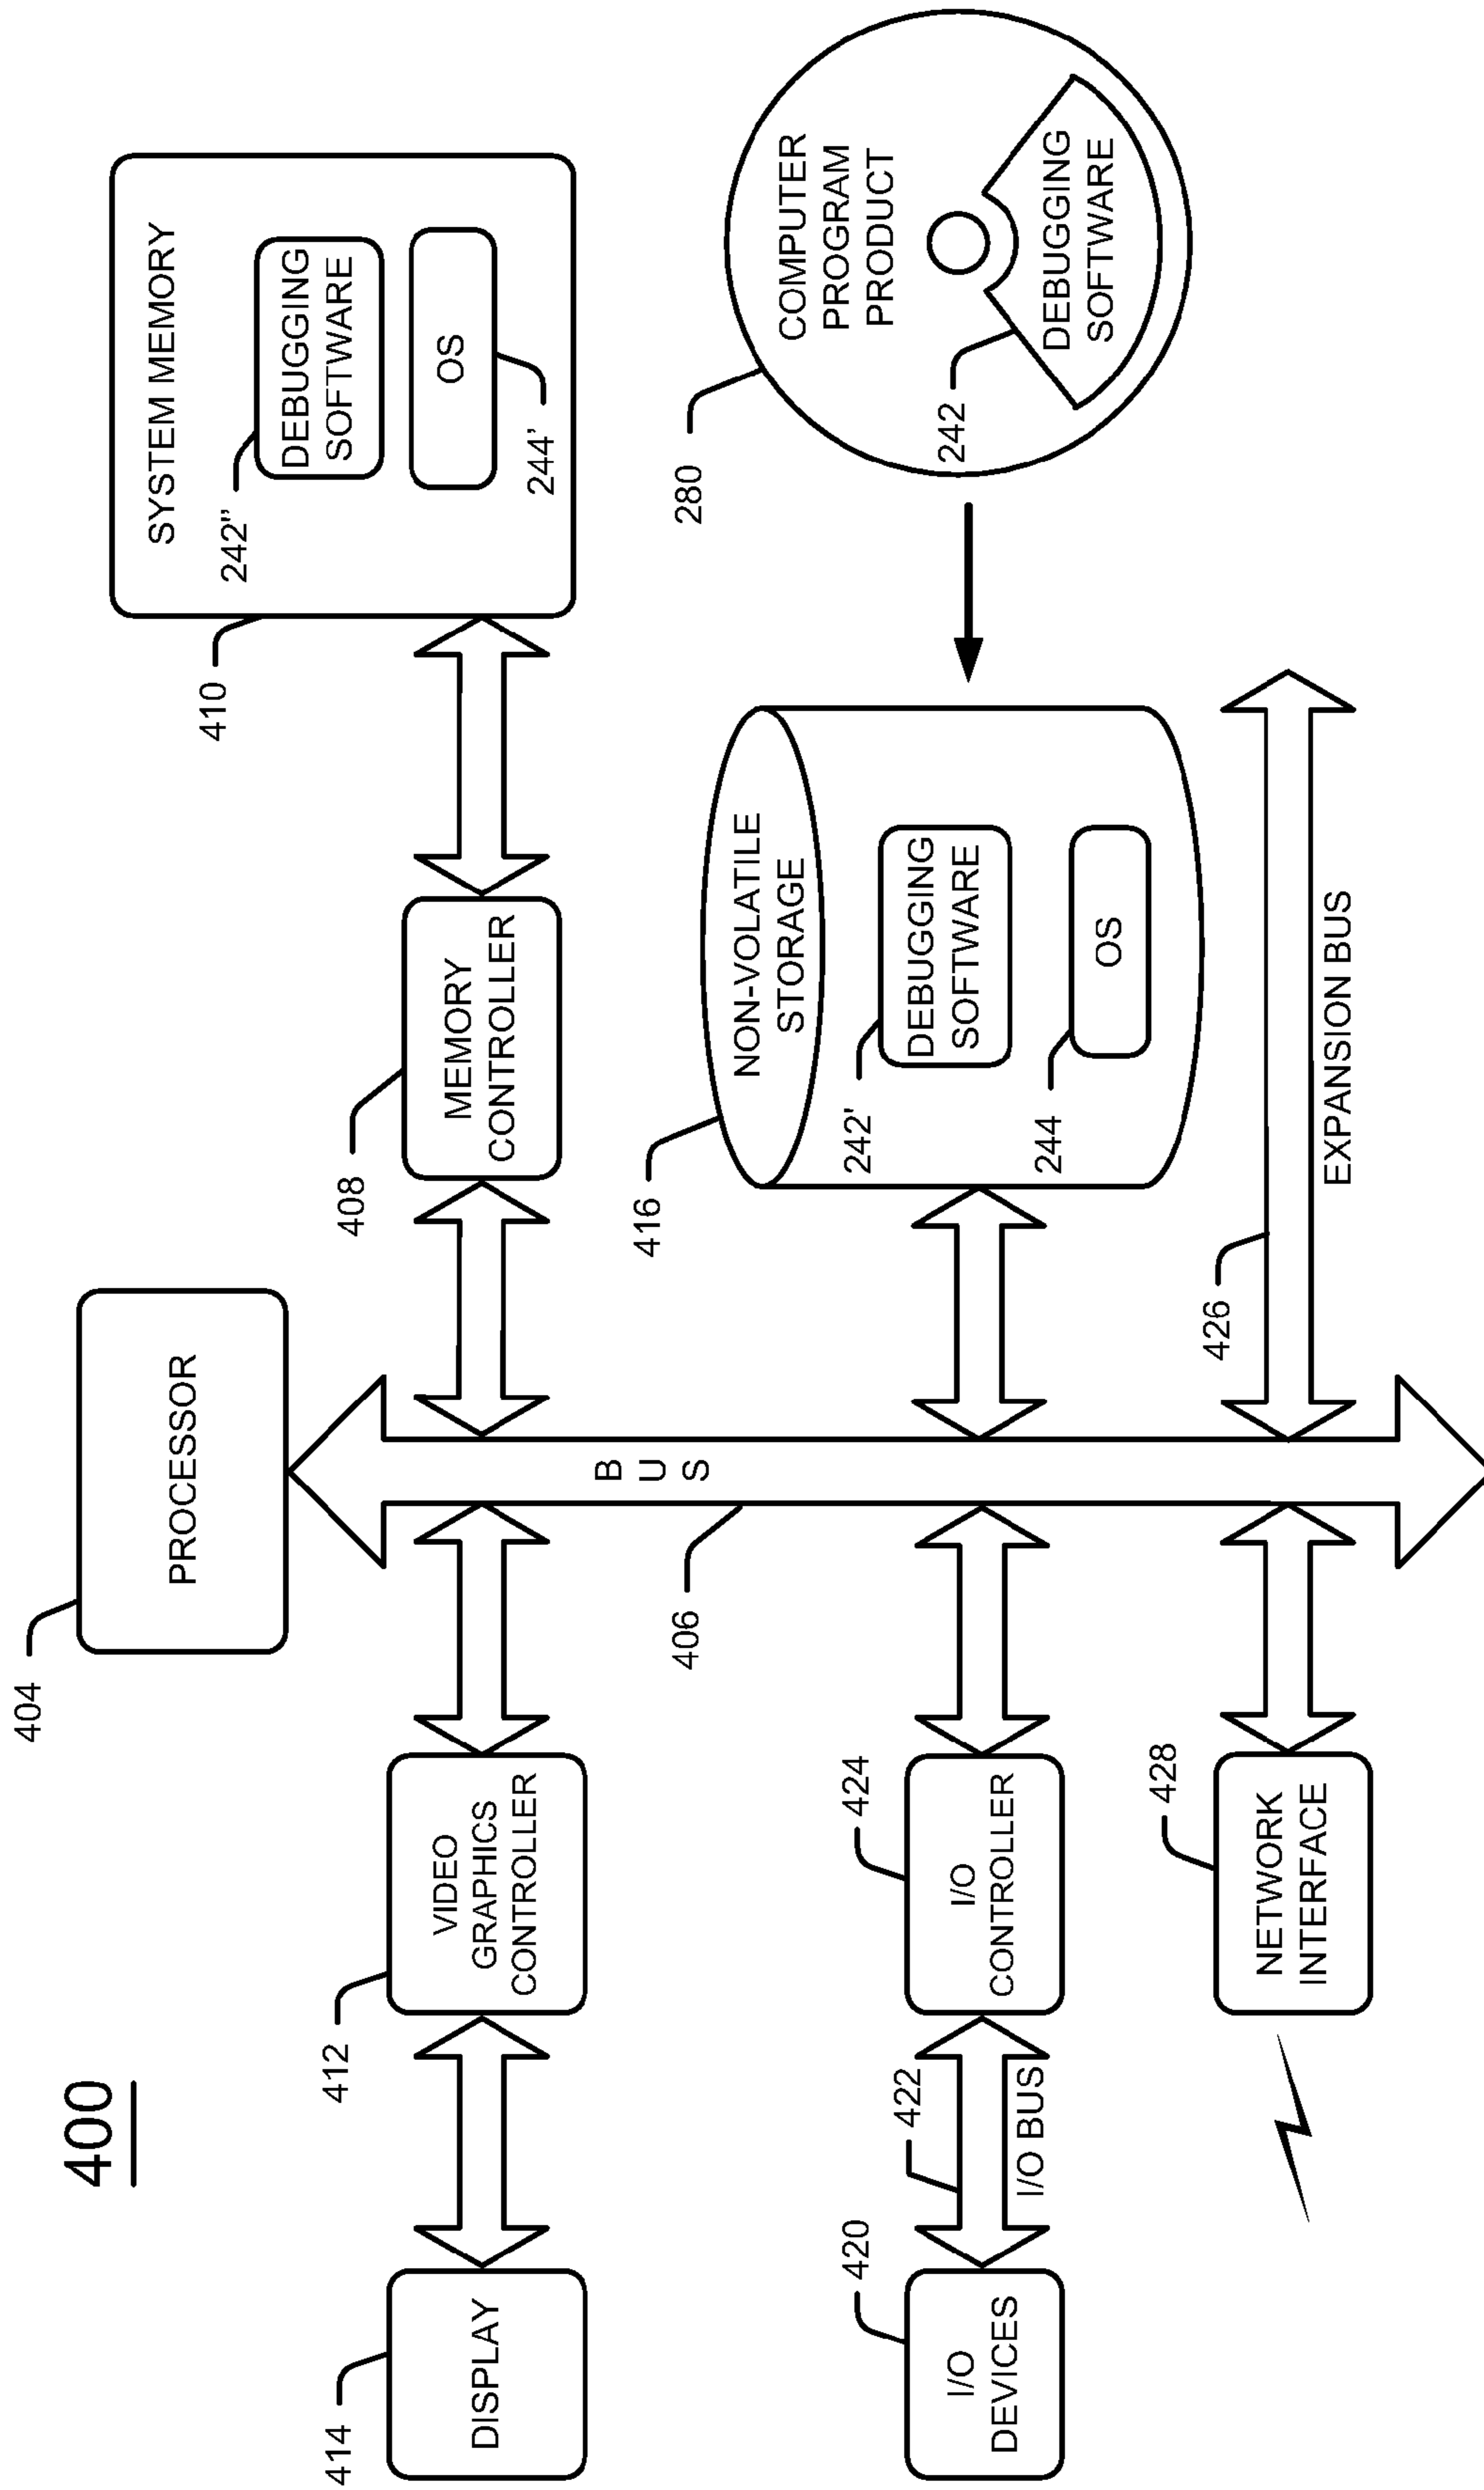 400
404
PROCESSOR
410
SYSTEM MEMORY
242"
DEBUGGING
SOFTWARE
OS
244'
414
DISPLAY
412
VIDEO
GRAPHICS
CONTROLLER
408
MEMORY
CONTROLLER
B
U
S
406
280
COMPUTER
PROGRAM
PRODUCT
242
DEBUGGING
SOFTWARE
416
NON-VOLATILE
STORAGE
242'
DEBUGGING
SOFTWARE
244
OS
420
I/O
DEVICES
422
I/O BUS
424
I/O
CONTROLLER
428
NETWORK
INTERFACE
426
EXPANSION BUS